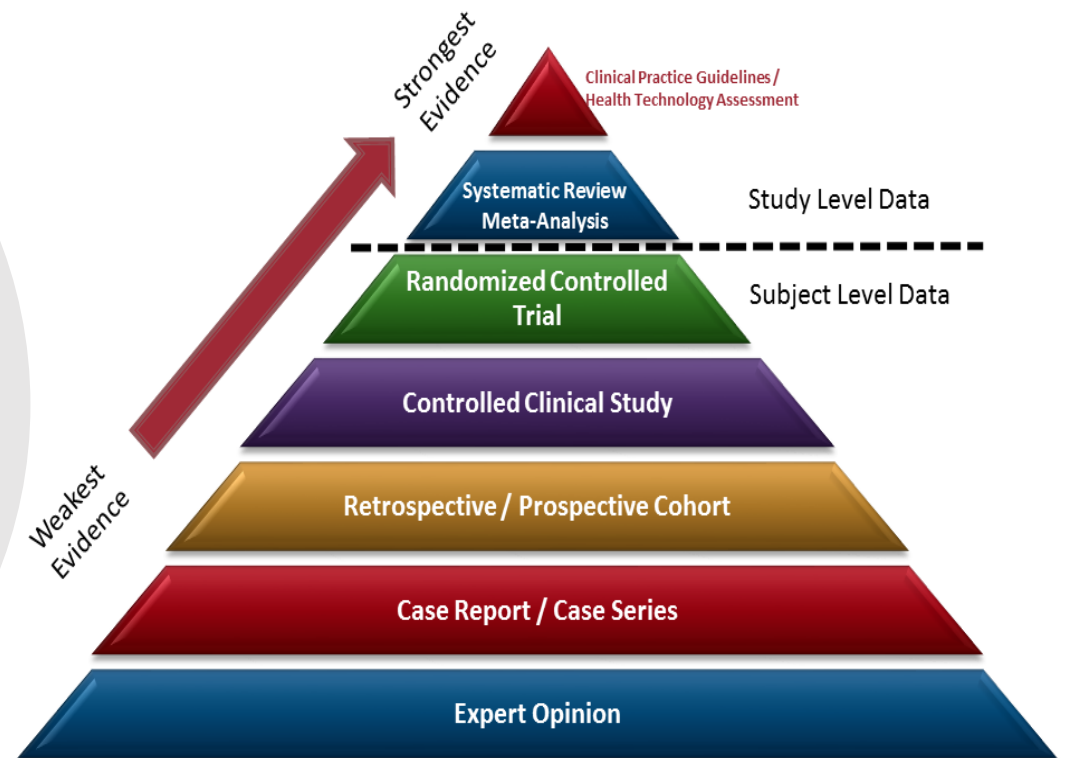 Strongest
Evidence
Clinical Practice Guidelines /
Health Technology Assessment
Systematic Review
Meta-Analysis
Study Level Data
Randomized Controlled
Trial
Subject Level Data
Controlled Clinical Study
Weakest
Evidence
Retrospective / Prospective Cohort
Case Report / Case Series
Expert Opinion